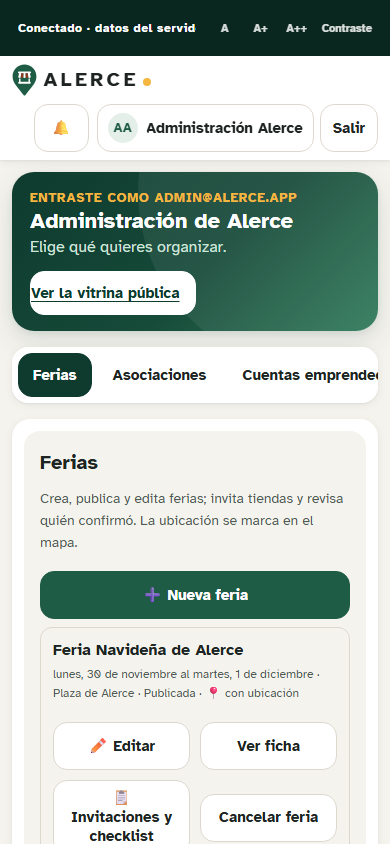 Conectado · datos del servid
A A+ A++ Contraste
ALERCE
AA Administración Alerce Salir
ENTRASTE COMO ADMIN@ALERCE.APP
Administración de Alerce
Elige qué quieres organizar.
Ver la vitrina pública
Ferias Asociaciones Cuentas emprended
Ferias
Crea, publica y edita ferias; invita tiendas y revisa
quién confirmó. La ubicación se marca en el
mapa.
➕ Nueva feria
Feria Navideña de Alerce
lunes, 30 de noviembre al martes, 1 de diciembre ·
Plaza de Alerce · Publicada · 📍 con ubicación
✏️ Editar Ver ficha
📋
Invitaciones y
checklist
Cancelar feria